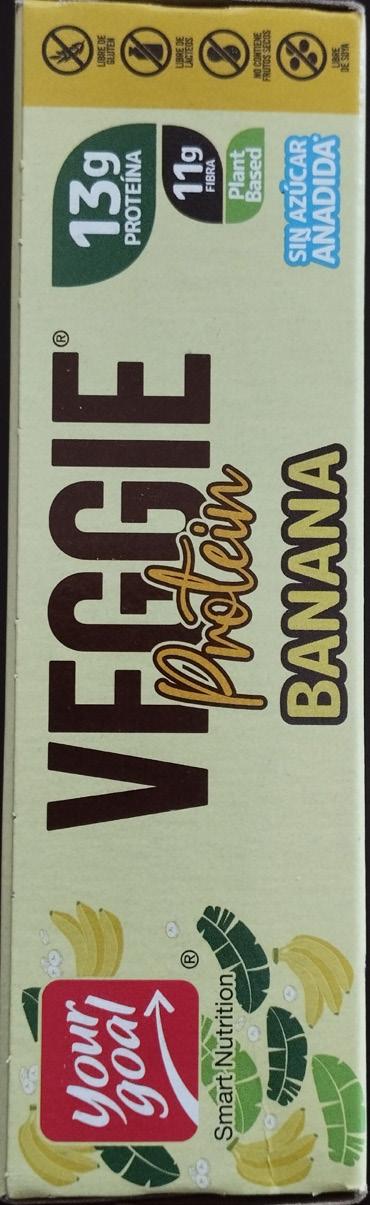 your
goal
®
Smart Nutrition
VEGGIE®
Protein
BANANA
13g
PROTEÍNA
11g
FIBRA
Plant
Based
SIN AZÚCAR
AÑADIDA*
LIBRE DE
GLUTEN
LIBRE DE
LÁCTEOS
NO CONTIENE
FRUTOS SECOS
LIBRE
DE SOYA